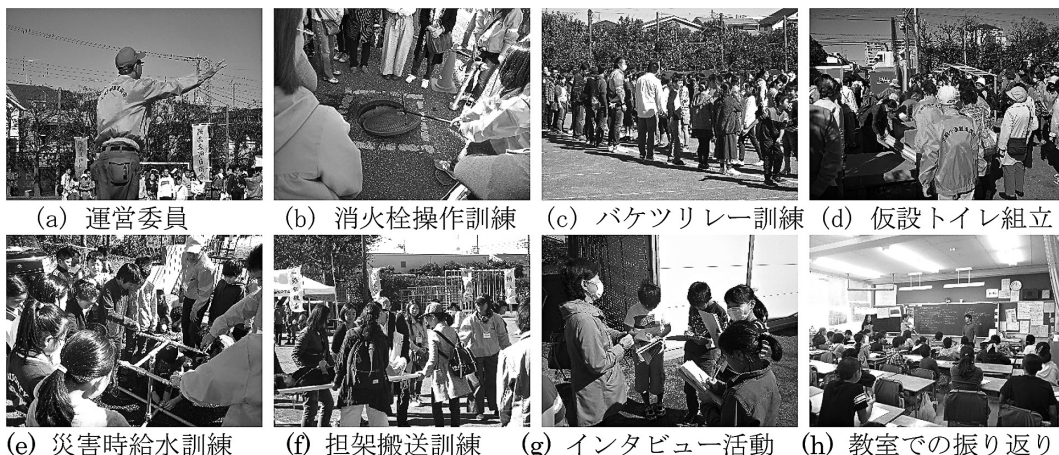 (a) 運営委員
(b) 消火栓操作訓練
(c) バケツリレー訓練
(d) 仮設トイレ組立
(e) 災害時給水訓練
(f) 担架搬送訓練
(g) インタビュー活動
(h) 教室での振り返り